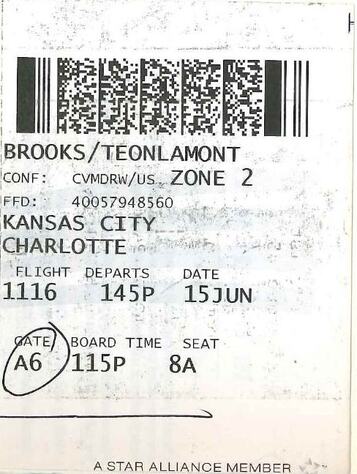 BROOKS/TEONLAMONT
CONF: CVMDRW/US ZONE 2
FFD: 40057948560
KANSAS CITY
CHARLOTTE
FLIGHT DEPARTS DATE
1116 145P 15JUN
GATE BOARD TIME SEAT
A6 115P 8A
A STAR ALLIANCE MEMBER